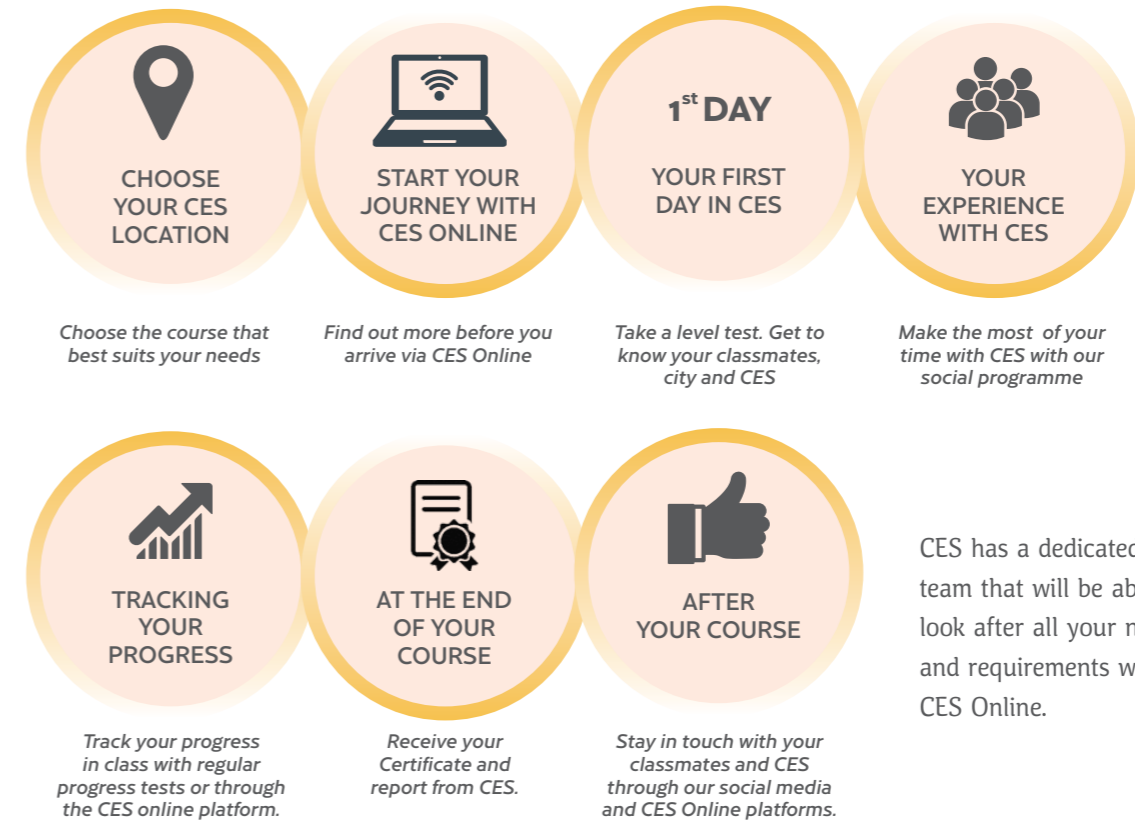 CHOOSE
YOUR CES
LOCATION
Choose the course that
best suits your needs
START YOUR
JOURNEY WITH
CES ONLINE
Find out more before you
arrive via CES Online
1st DAY
YOUR FIRST
DAY IN CES
Take a level test. Get to
know your classmates,
city and CES
YOUR
EXPERIENCE
WITH CES
Make the most of your
time with CES with our
social programme
TRACKING
YOUR
PROGRESS
Track your progress
in class with regular
progress tests or through
the CES online platform.
AT THE END
OF YOUR
COURSE
Receive your
Certificate and
report from CES.
AFTER
YOUR COURSE
Stay in touch with your
classmates and CES
through our social media
and CES Online platforms.
CES has a dedicated
team that will be
look after all your
and requirements
CES Online.